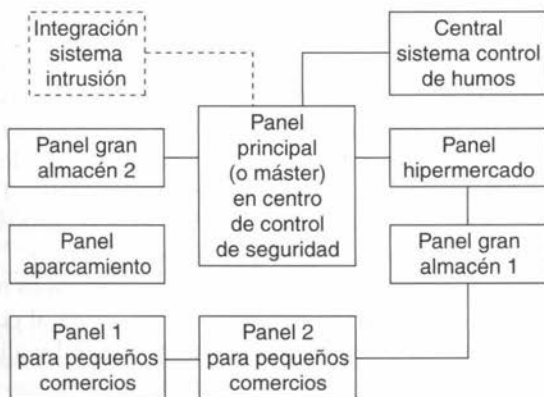 Integración
sistema
intrusión
Central
sistema control
de humos
Panel gran
almacén 2
Panel
principal
(o máster)
en centro
de control
de seguridad
Panel
hipermercado
Panel
aparcamiento
Panel gran
almacén 1
Panel 1
para pequeños
comercios
Panel 2
para pequeños
comercios